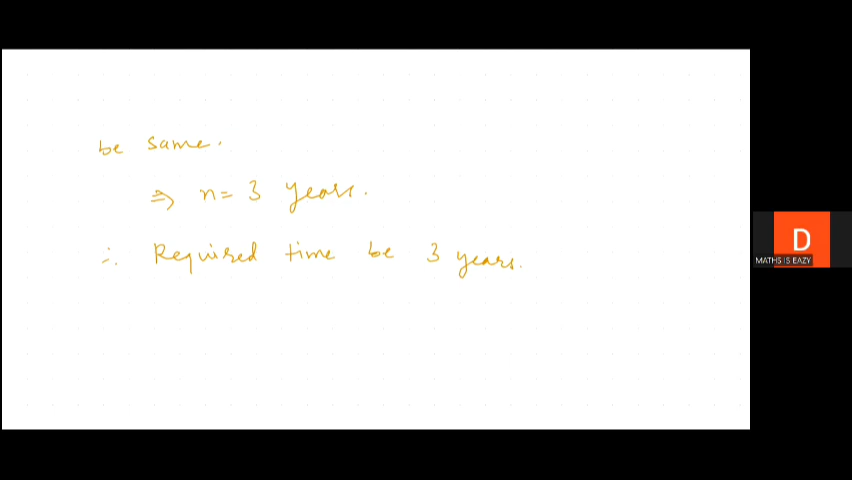 be same.
⇒ n = 3 years.
∴ Required time be 3 years.
D
MATHS IS EAZY